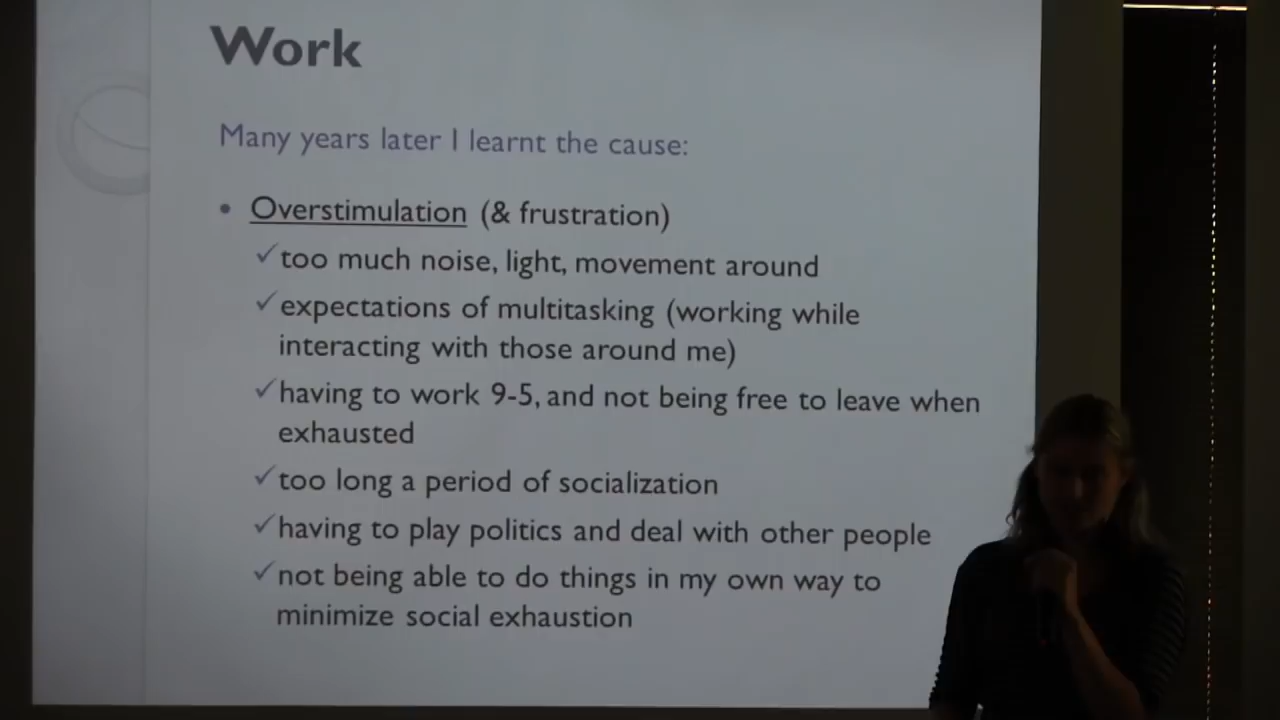 Work
Many years later I learnt the cause:
• Overstimulation (& frustration)
✓too much noise, light, movement around
✓expectations of multitasking (working while
interacting with those around me)
✓having to work 9-5, and not being free to leave when
exhausted
✓too long a period of socialization
✓having to play politics and deal with other people
✓not being able to do things in my own way to
minimize social exhaustion